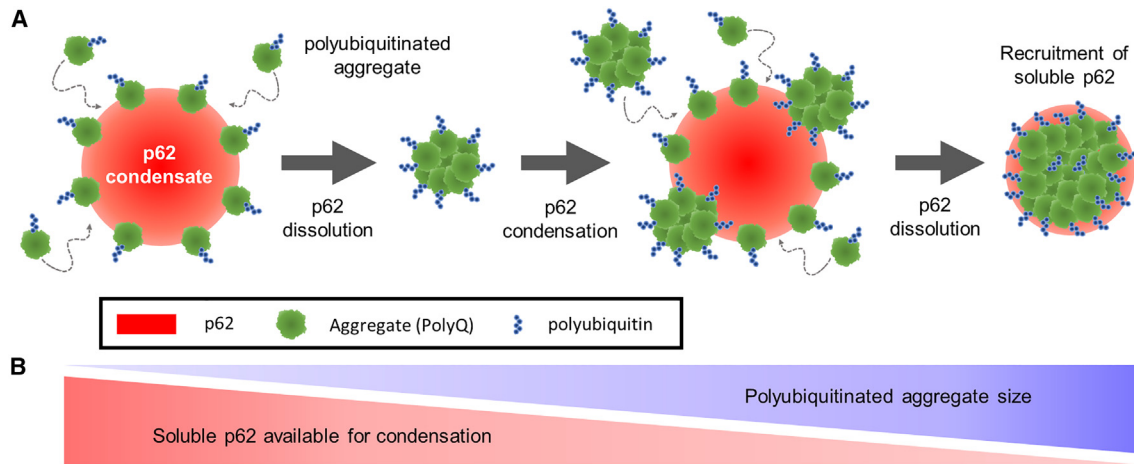 A
polyubiquitinated
aggregate
Recruitment of
soluble p62
p62
condensate
p62
dissolution
p62
condensation
p62
dissolution
p62
Aggregate (PolyQ)
polyubiquitin
B
Polyubiquitinated aggregate size
Soluble p62 available for condensation